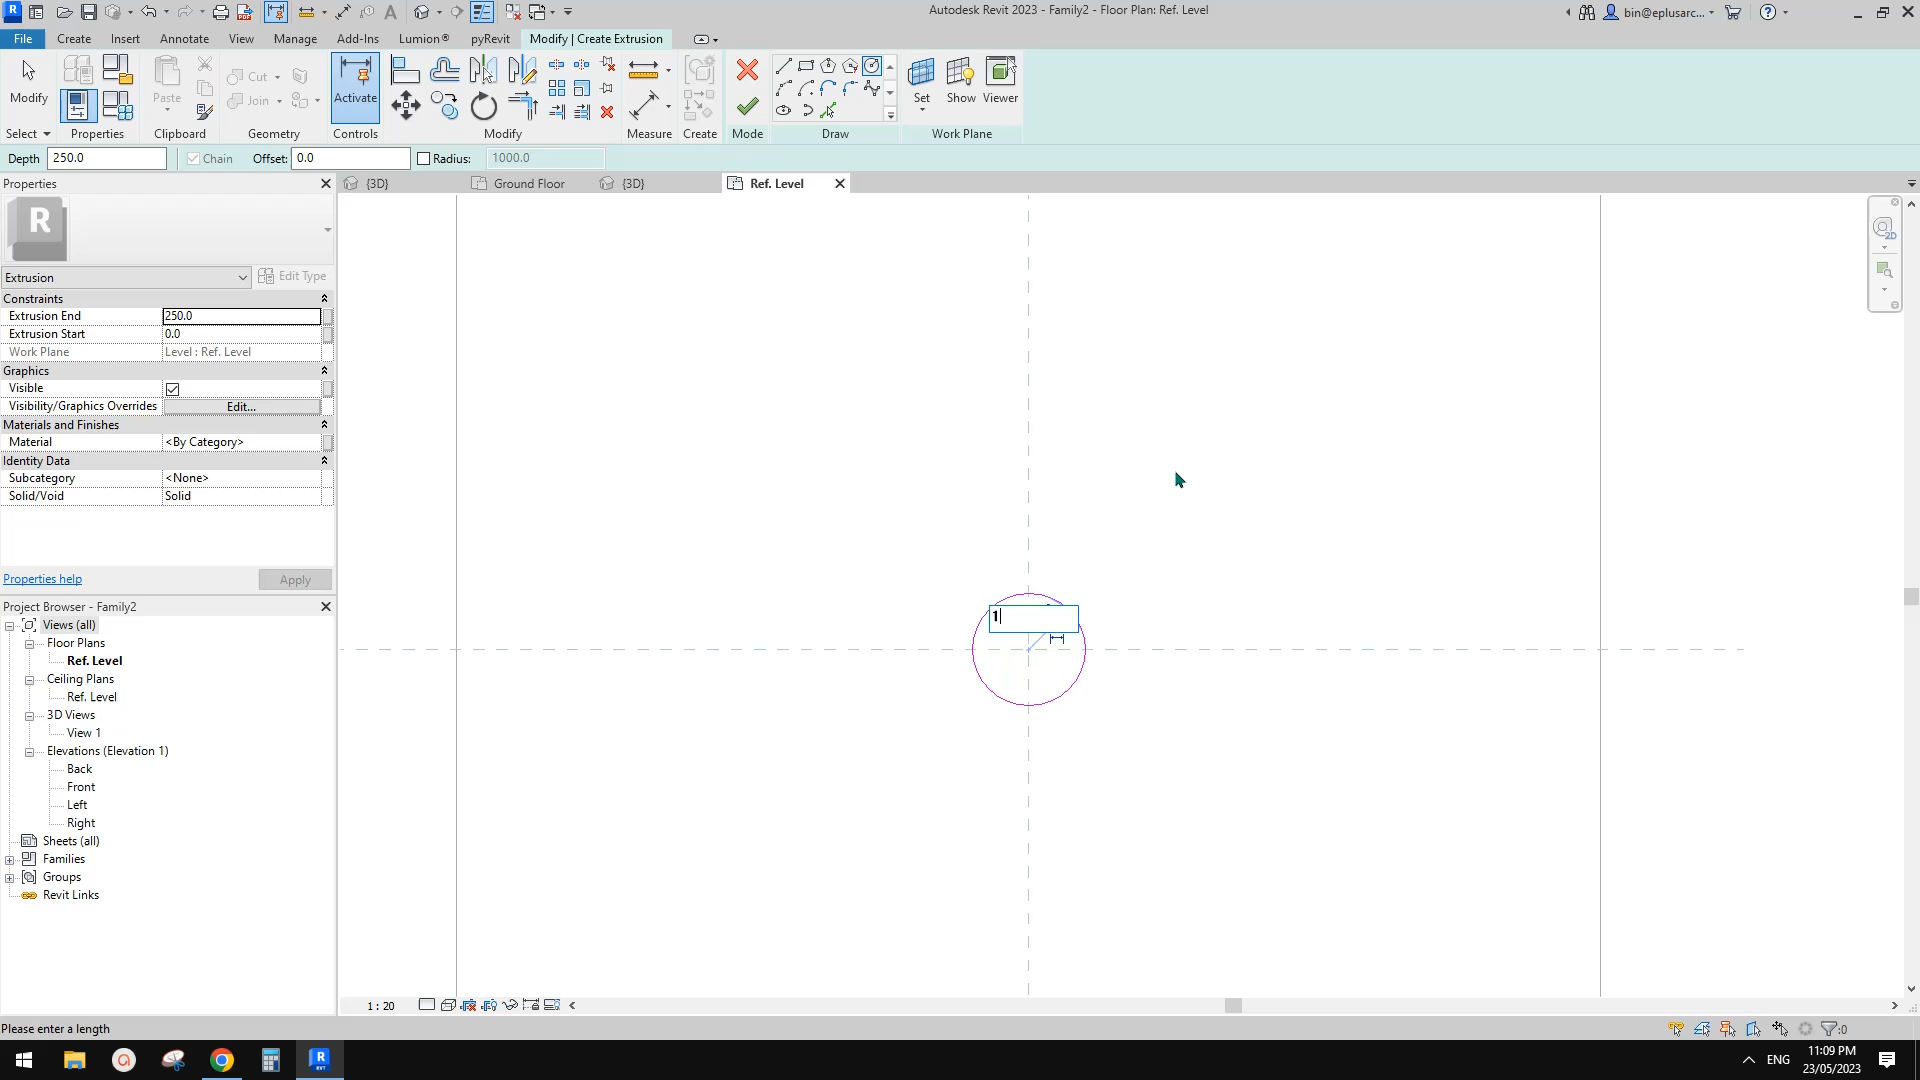 Autodesk Revit 2023 - Family2 - Floor Plan: Ref. Level
bin@eplusarc...
File Create Insert Annotate View Manage Add-Ins Lumion® pyRevit Modify | Create Extrusion
Modify Paste Cut Join Activate Set Show Viewer
Select Properties Clipboard Geometry Controls Modify Measure Create Mode Draw Work Plane
Depth 250.0 Chain Offset: 0.0 Radius: 1000.0
Properties
{3D} Ground Floor {3D} Ref. Level
R
2D
Extrusion Edit Type
Constraints
Extrusion End 250.0
Extrusion Start 0.0
Work Plane Level : Ref. Level
Graphics
Visible
Visibility/Graphics Overrides Edit...
Materials and Finishes
Material <By Category>
Identity Data
Subcategory <None>
Solid/Void Solid
Properties help Apply
Project Browser - Family2
Views (all)
Floor Plans
Ref. Level
Ceiling Plans
Ref. Level
3D Views
View 1
Elevations (Elevation 1)
Back
Front
Left
Right
Sheets (all)
Families
Groups
Revit Links
1
1 : 20
Please enter a length
:0
ENG
11:09 PM
23/05/2023